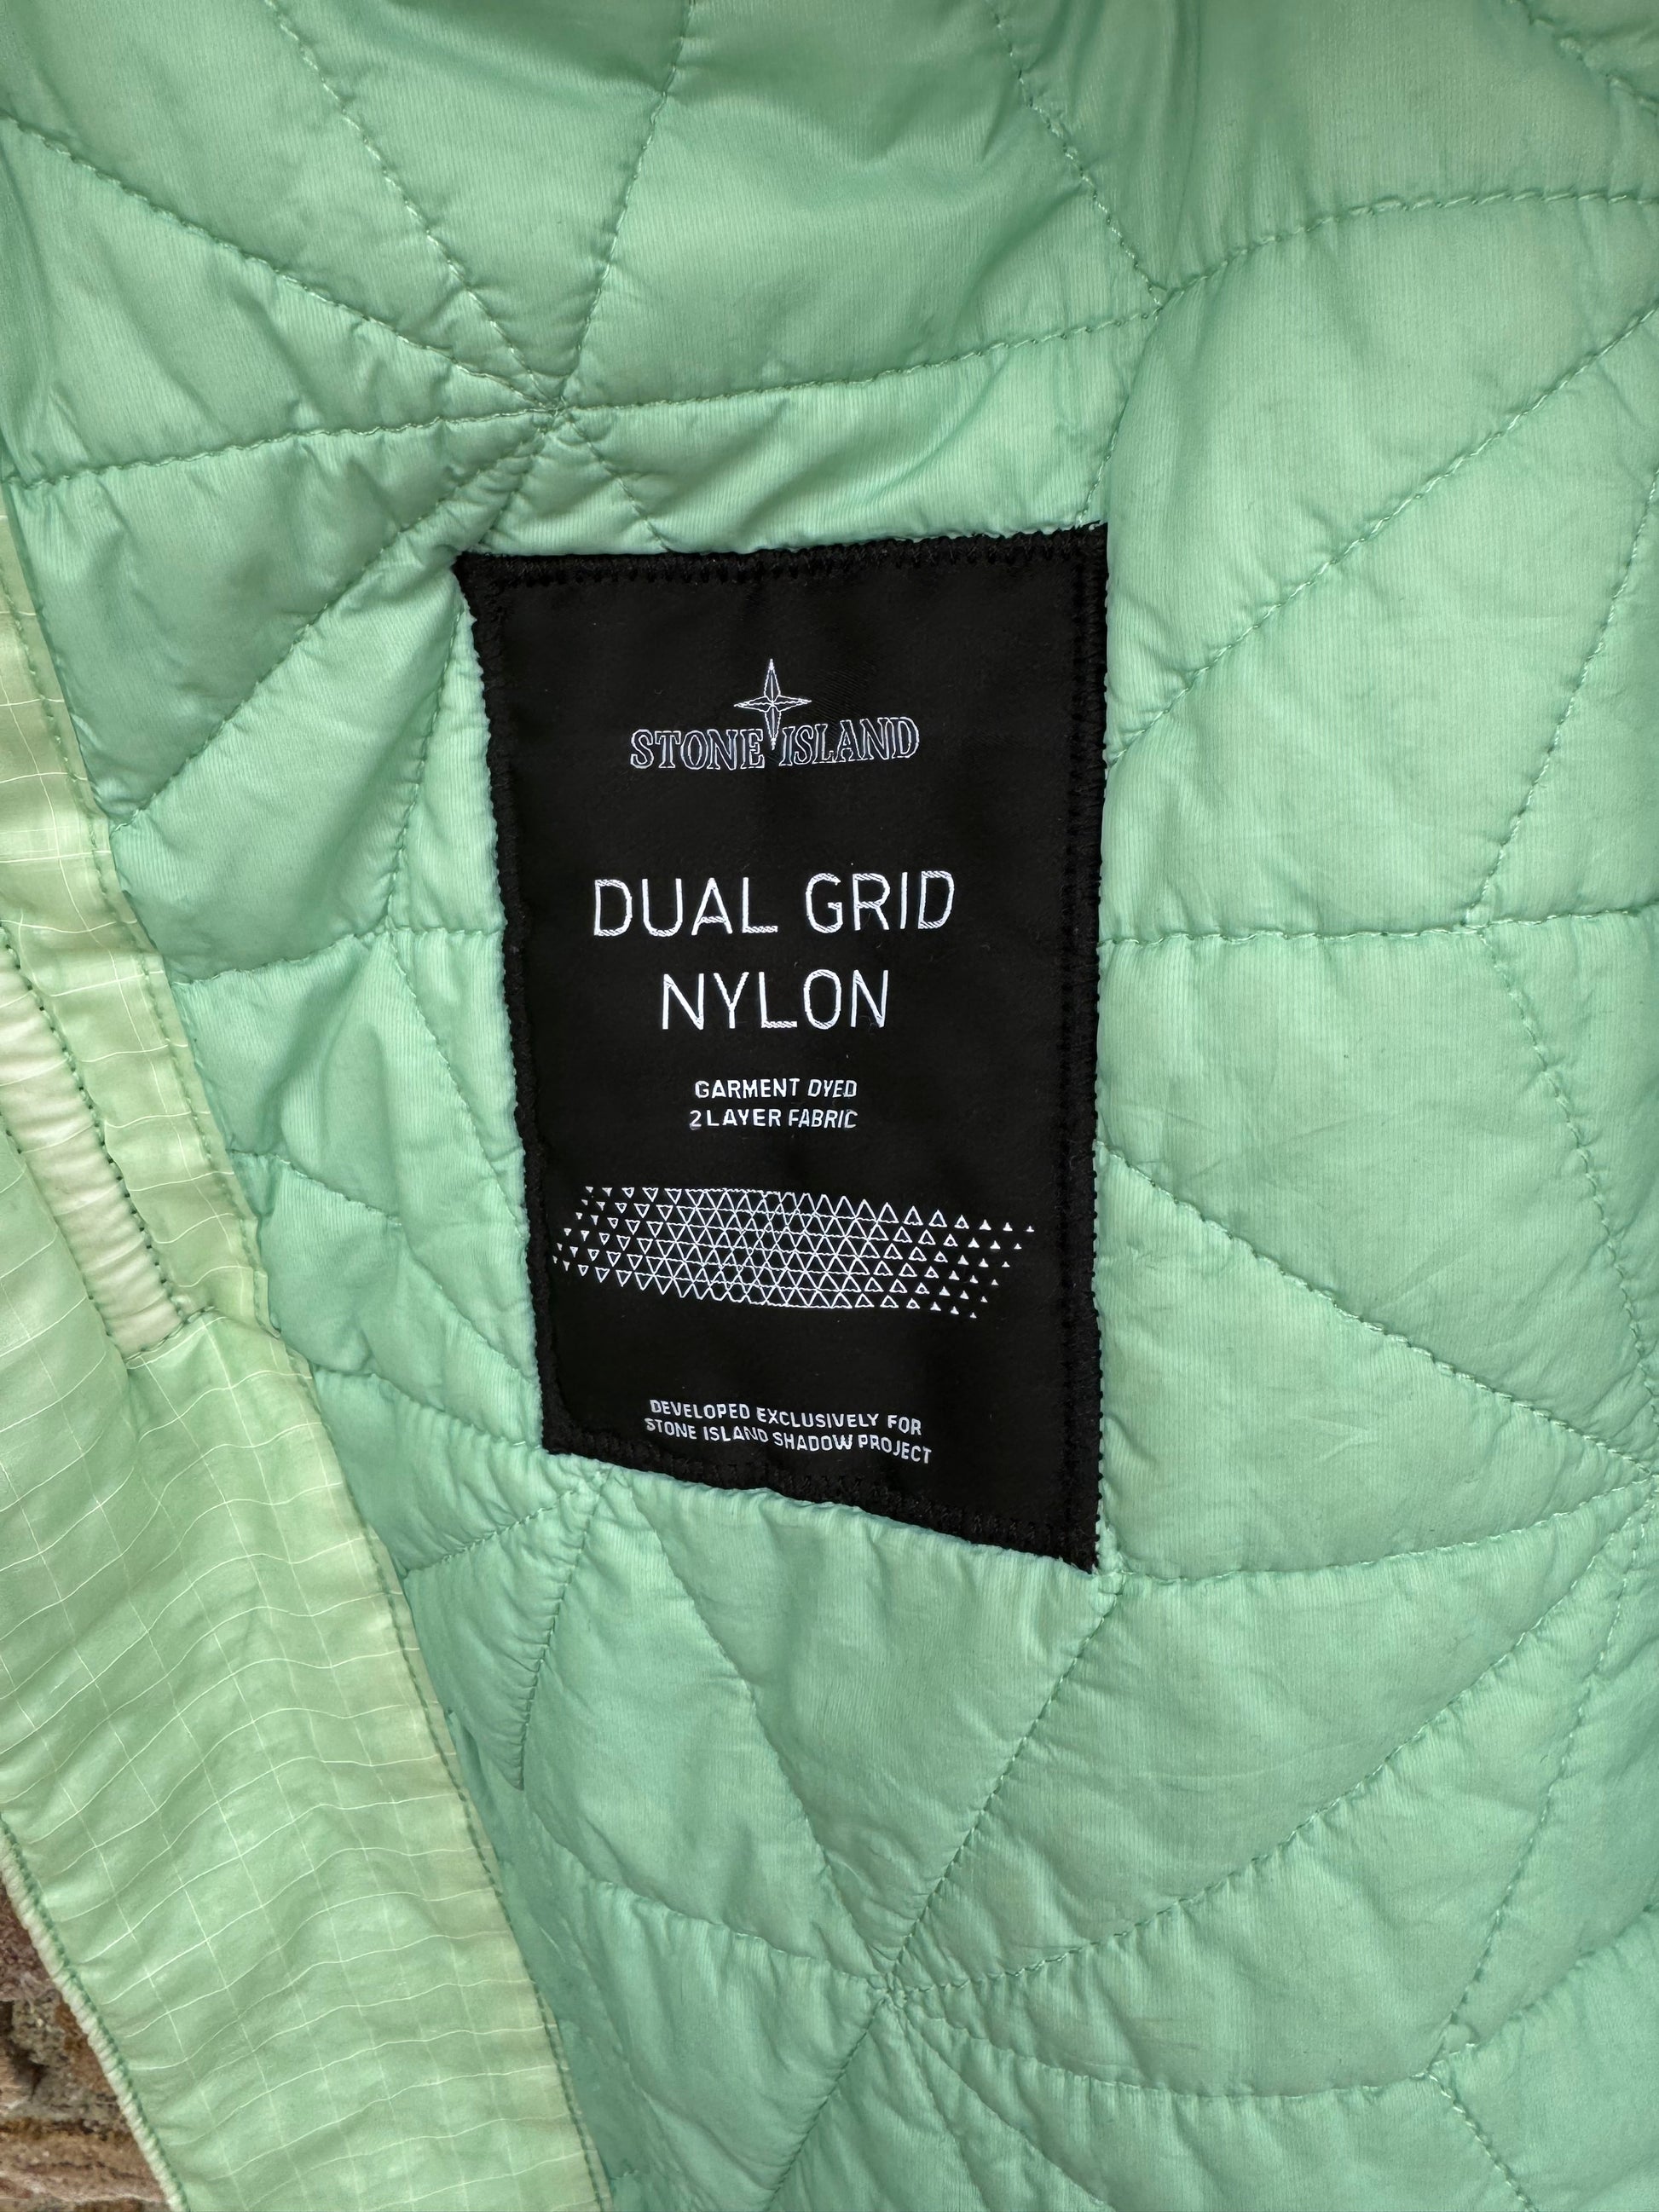 STONE ISLAND
DUAL GRID
NYLON
GARMENT DYED
2 LAYER FABRIC
DEVELOPED EXCLUSIVELY FOR
STONE ISLAND SHADOW PROJECT